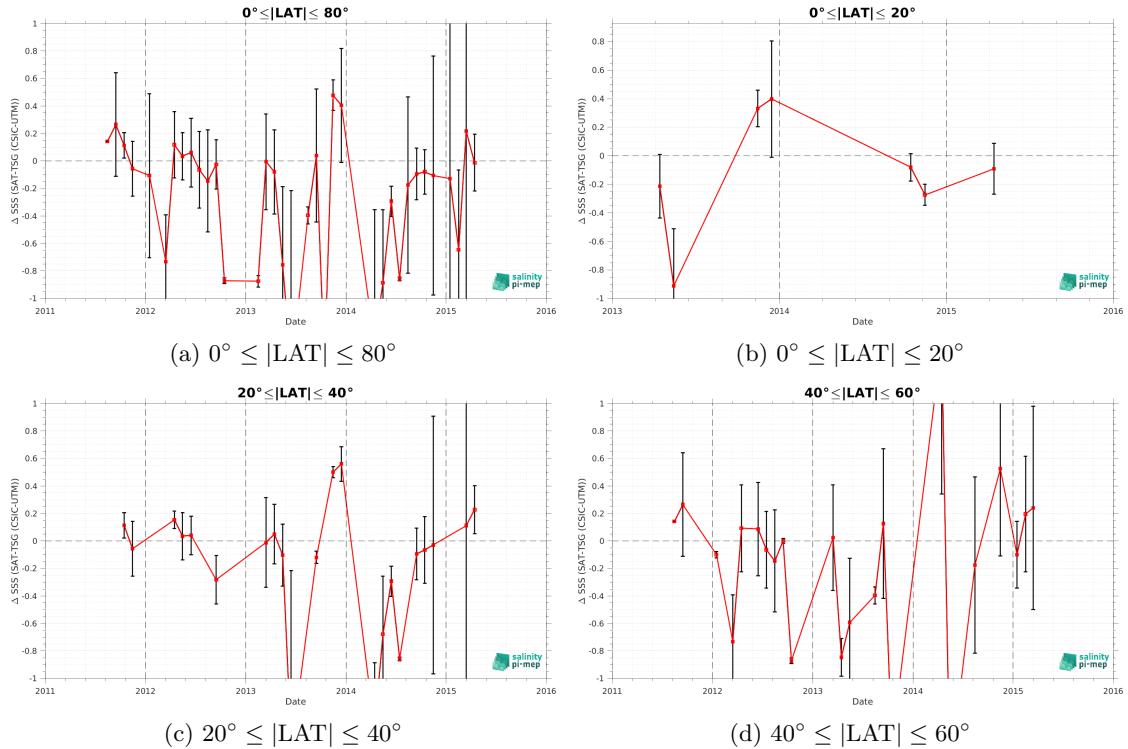 0°≤|LAT|≤ 80°
Δ SSS (SAT-TSG (CSIC-UTM))
1
0.8
0.6
0.4
0.2
0
-0.2
-0.4
-0.6
-0.8
-1
2011 2012 2013 2014 2015 2016
Date
salinity
pi-mep
(a) 0° ≤ |LAT| ≤ 80°
0°≤|LAT|≤ 20°
Δ SSS (SAT-TSG (CSIC-UTM))
0.8
0.6
0.4
0.2
0
-0.2
-0.4
-0.6
-0.8
-1
2013 2014 2015 2016
Date
salinity
pi-mep
(b) 0° ≤ |LAT| ≤ 20°
20°≤|LAT|≤ 40°
Δ SSS (SAT-TSG (CSIC-UTM))
1
0.8
0.6
0.4
0.2
0
-0.2
-0.4
-0.6
-0.8
-1
2011 2012 2013 2014 2015 2016
Date
salinity
pi-mep
(c) 20° ≤ |LAT| ≤ 40°
40°≤|LAT|≤ 60°
Δ SSS (SAT-TSG (CSIC-UTM))
1
0.8
0.6
0.4
0.2
0
-0.2
-0.4
-0.6
-0.8
-1
2011 2012 2013 2014 2015 2016
Date
salinity
pi-mep
(d) 40° ≤ |LAT| ≤ 60°